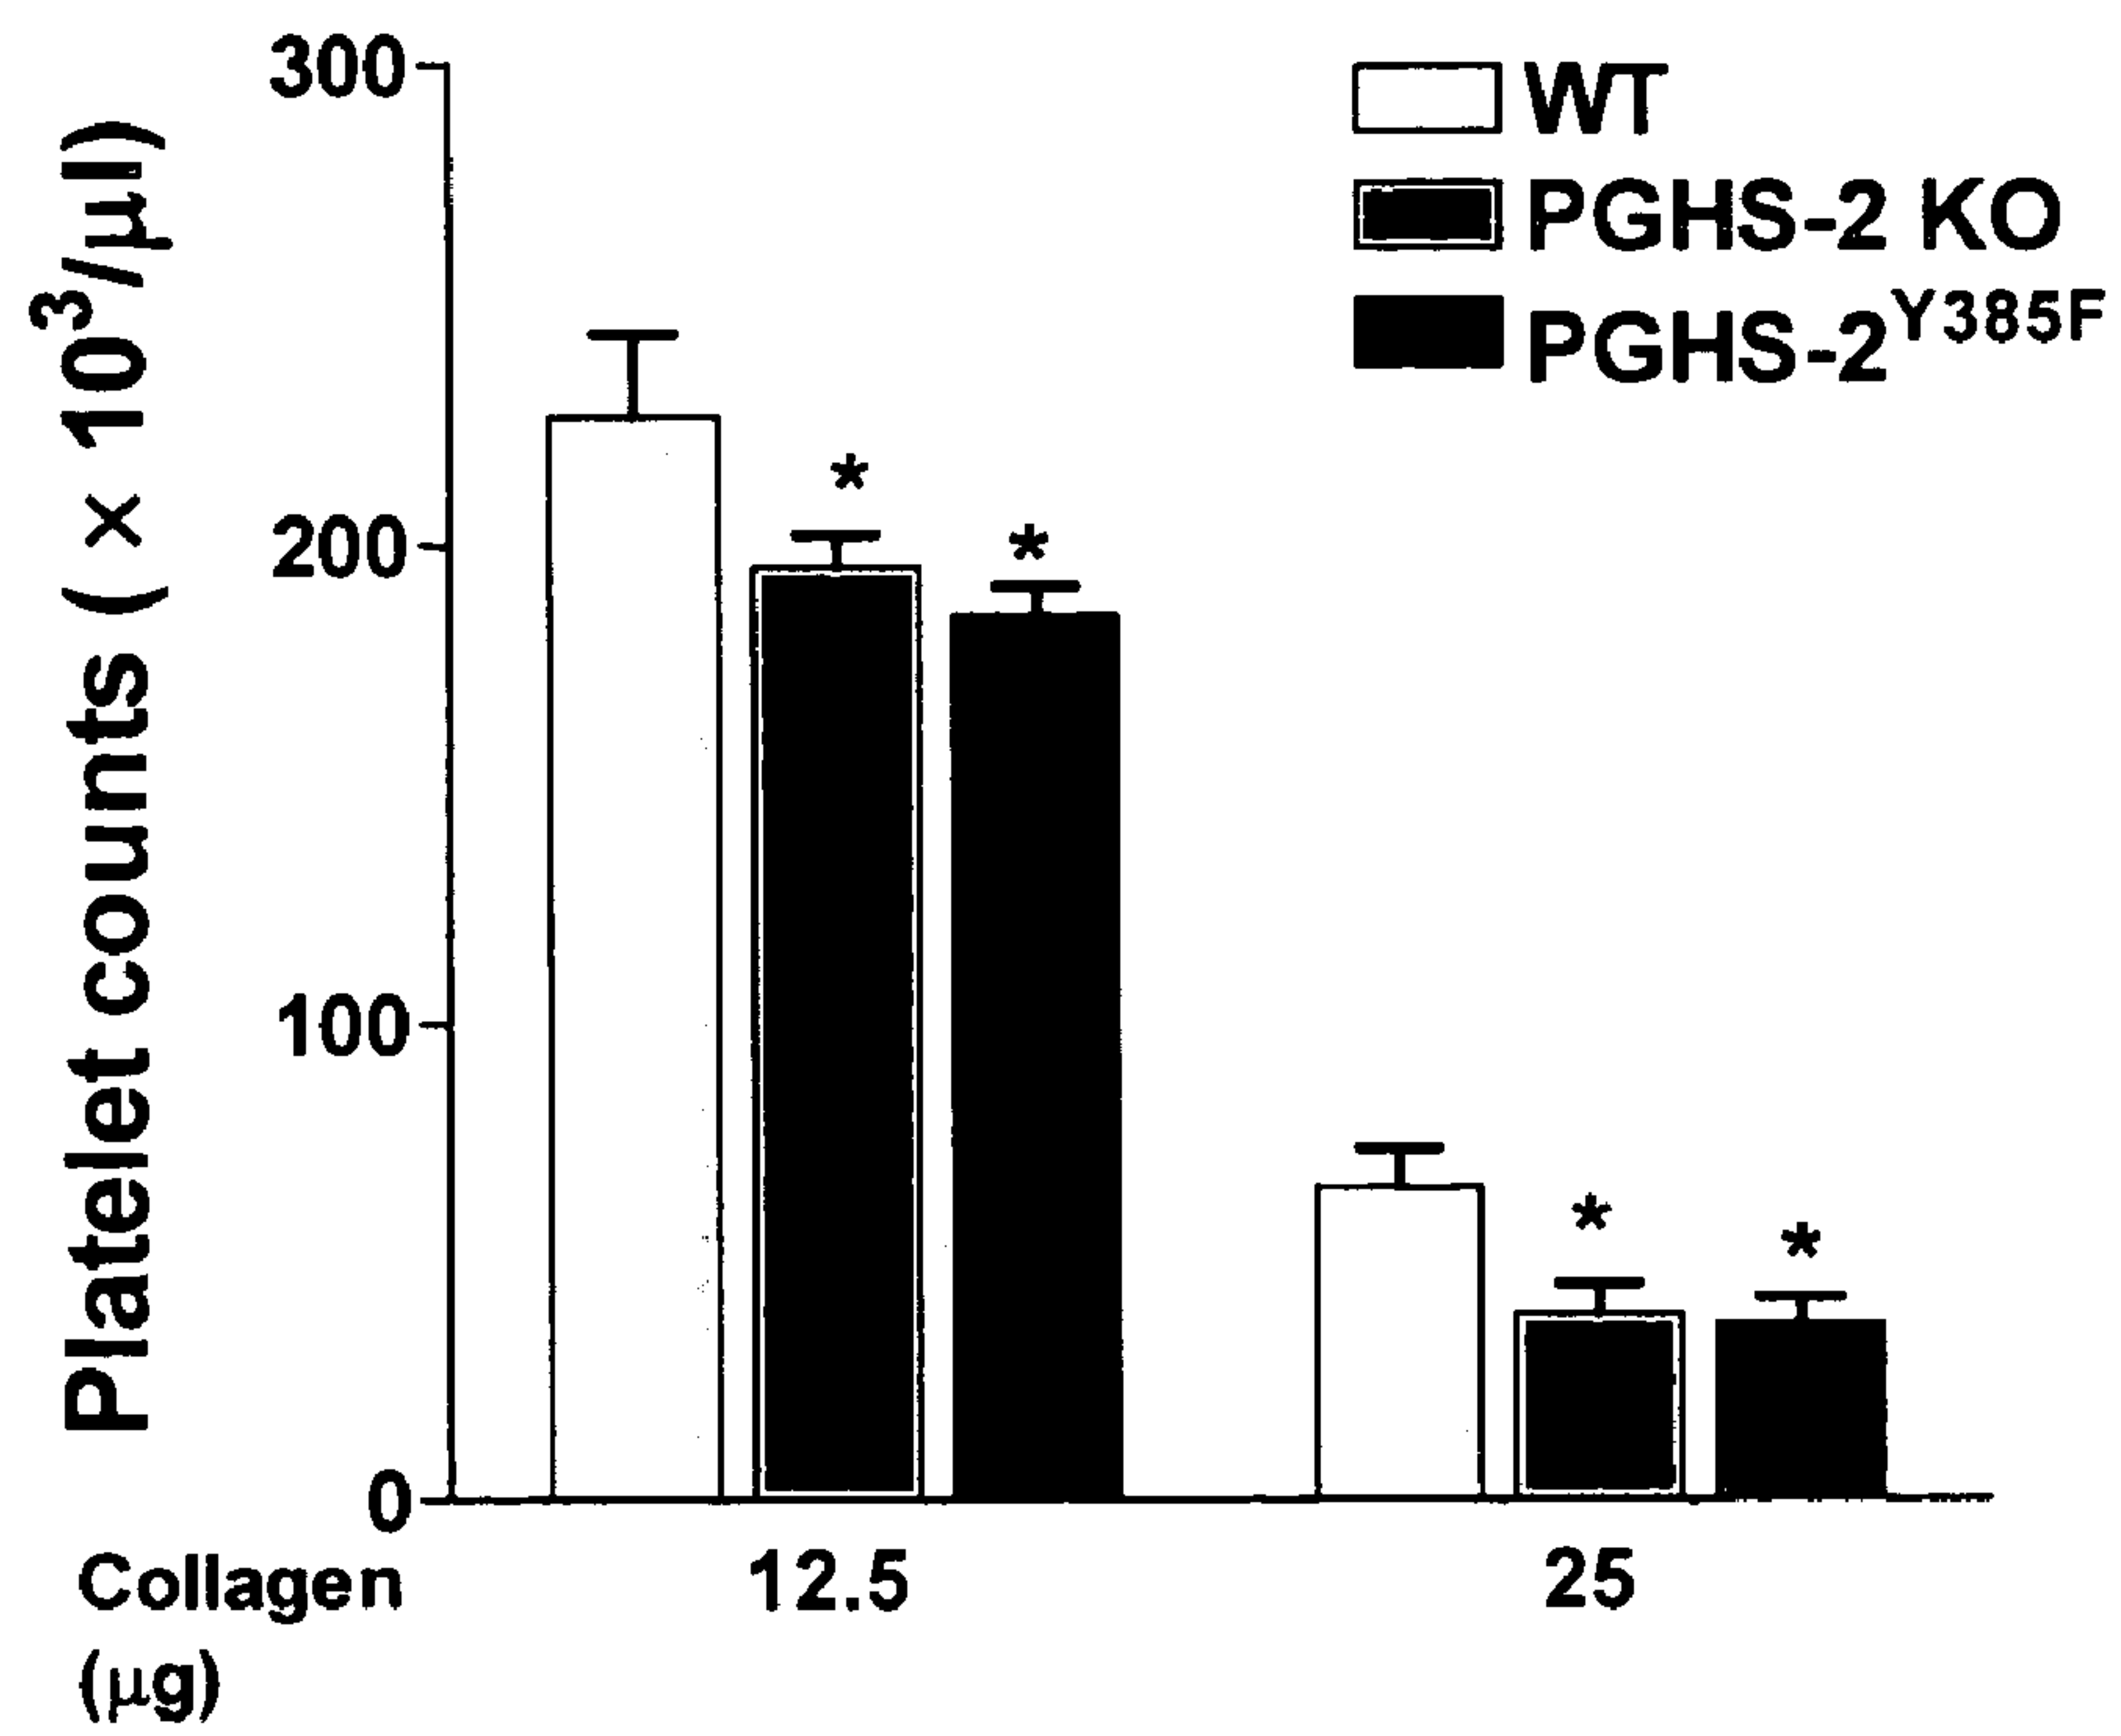 Platelet counts ( x 10³/µl)
300
200
100
0
WT
PGHS-2 KO
PGHS-2^Y385F
*
*
*
*
Collagen 12.5 25
(µg)